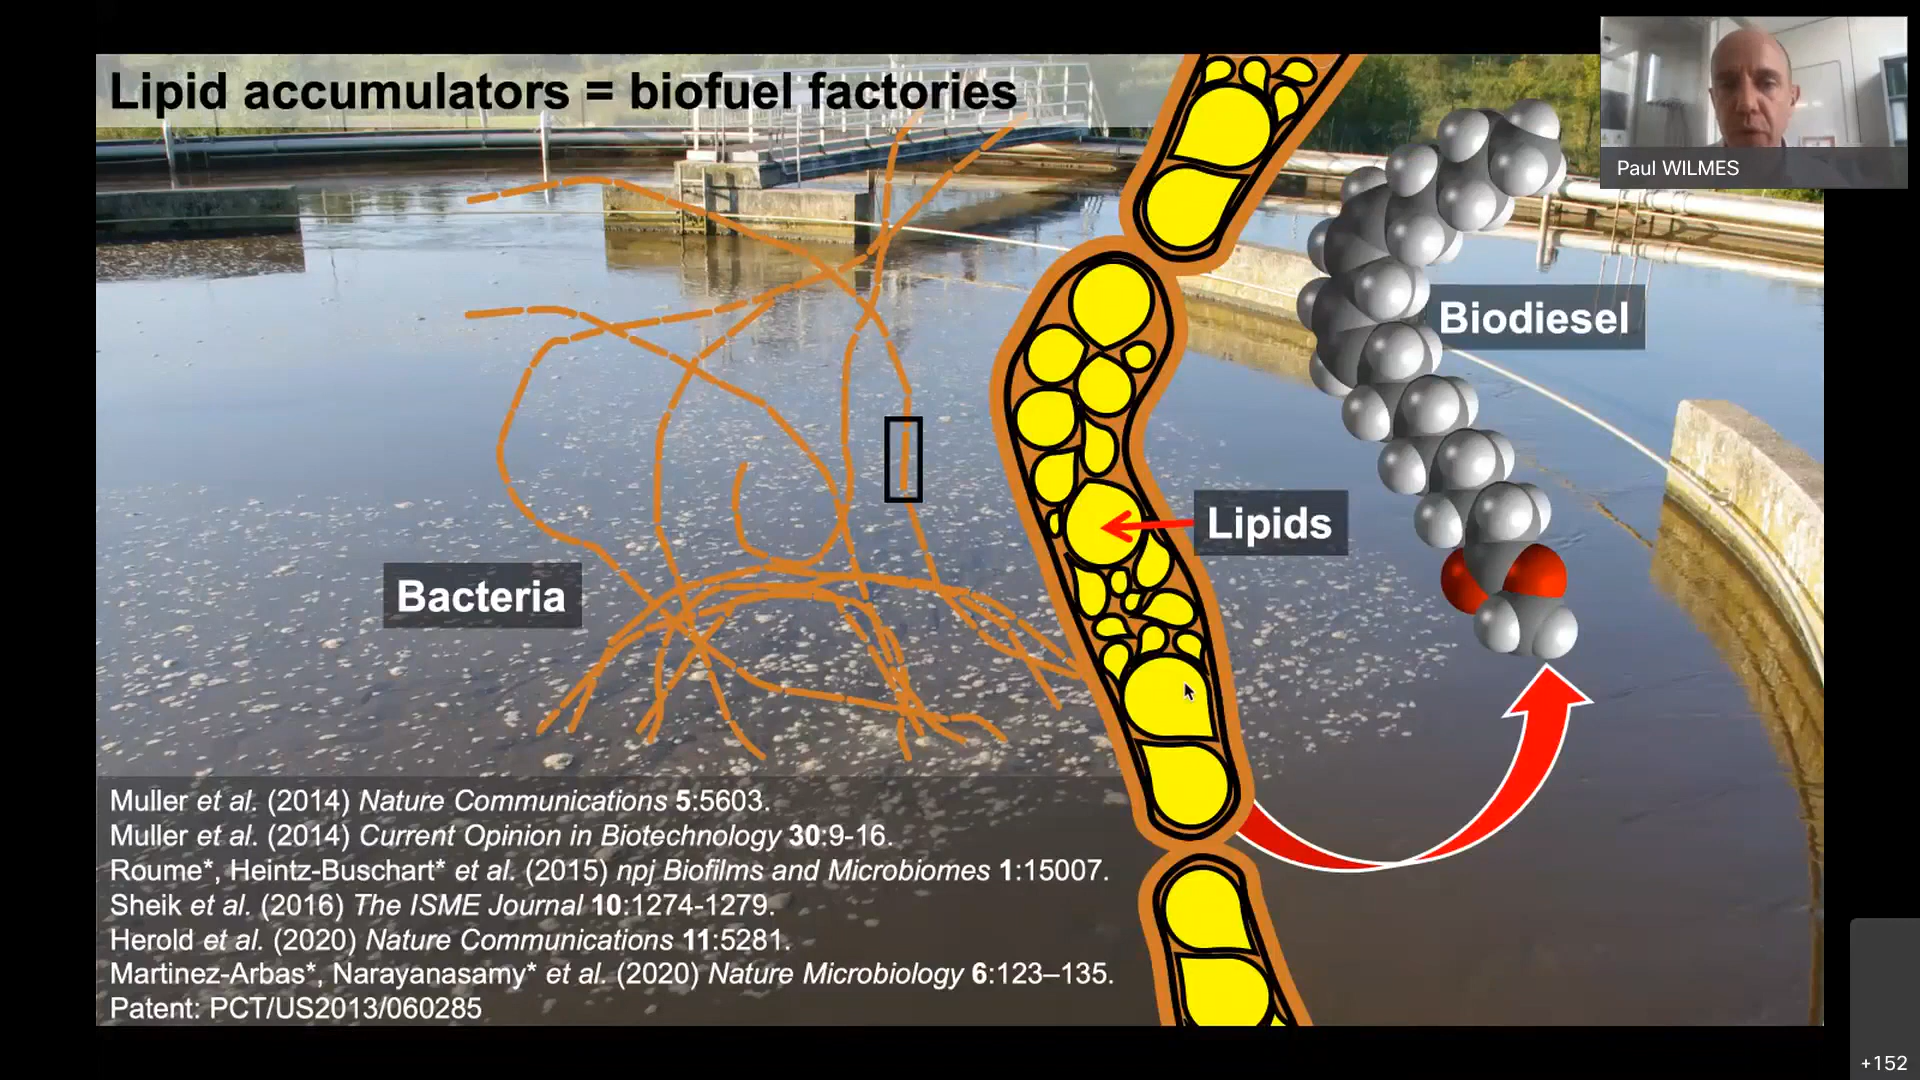 Lipid accumulators = biofuel factories
Paul WILMES
Biodiesel
Lipids
Bacteria
Muller et al. (2014) Nature Communications 5:5603.
Muller et al. (2014) Current Opinion in Biotechnology 30:9-16.
Roume*, Heintz-Buschart* et al. (2015) npj Biofilms and Microbiomes 1:15007.
Sheik et al. (2016) The ISME Journal 10:1274-1279.
Herold et al. (2020) Nature Communications 11:5281.
Martinez-Arbas*, Narayanasamy* et al. (2020) Nature Microbiology 6:123–135.
Patent: PCT/US2013/060285
+152